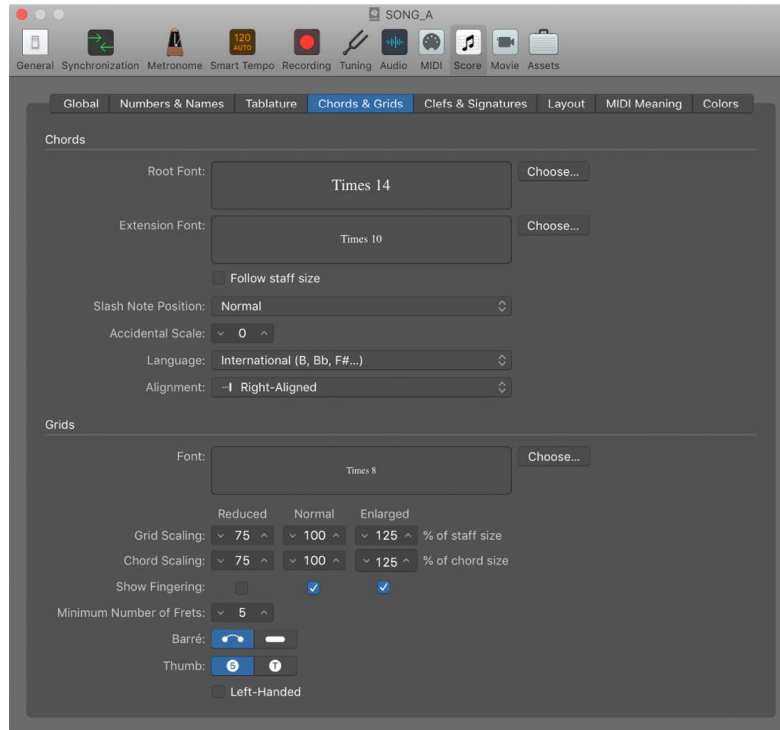 SONG_A
120
AUTO
General Synchronization Metronome Smart Tempo Recording Tuning Audio MIDI Score Movie Assets
Global Numbers & Names Tablature Chords & Grids Clefs & Signatures Layout MIDI Meaning Colors
Chords
Root Font: Times 14 Choose...
Extension Font: Times 10 Choose...
Follow staff size
Slash Note Position: Normal
Accidental Scale: 0
Language: International (B, Bb, F#...)
Alignment: Right-Aligned
Grids
Font: Times 8 Choose...
Reduced Normal Enlarged
Grid Scaling: 75 100 125 % of staff size
Chord Scaling: 75 100 125 % of chord size
Show Fingering:
Minimum Number of Frets: 5
Barré:
Thumb: 5 T
Left-Handed